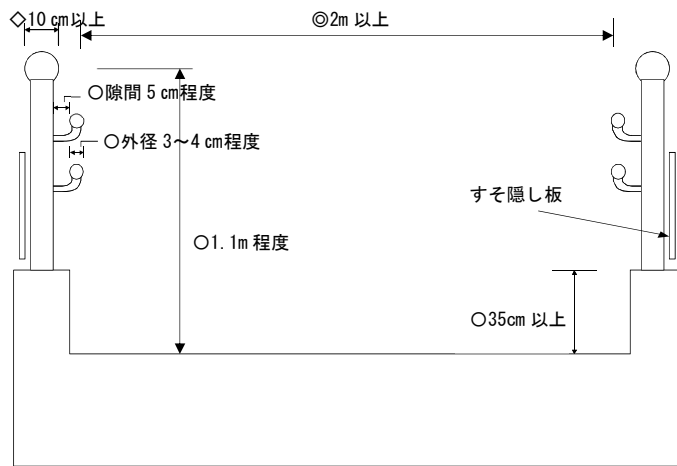 ◇10 cm以上
◎2m 以上
○隙間 5 cm程度
○外径 3～4 cm程度
すそ隠し板
○1.1m 程度
○35cm 以上